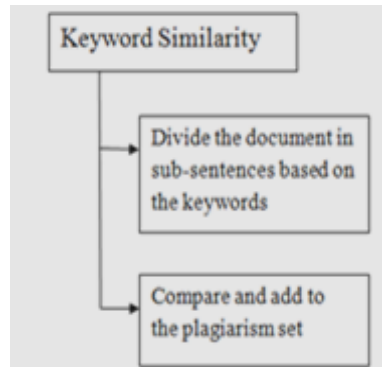 Keyword Similarity
Divide the document in
sub-sentences based on
the keywords
Compare and add to
the plagiarism set